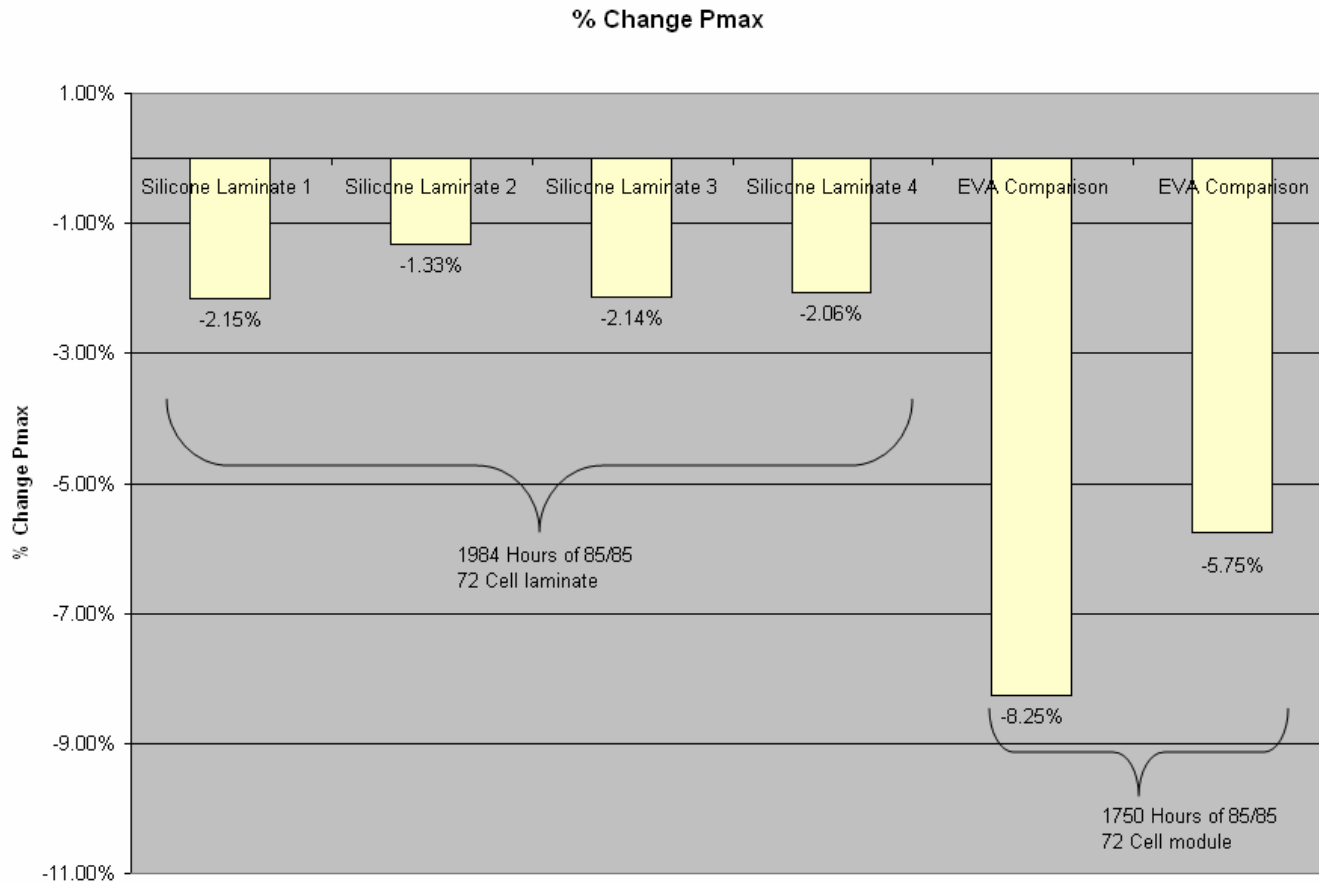 % Change Pmax
1.00%
-1.00%
-3.00%
-5.00%
-7.00%
-9.00%
-11.00%
% Change Pmax
Silicone Laminate 1
Silicone Laminate 2
Silicone Laminate 3
Silicone Laminate 4
EVA Comparison
EVA Comparison
-2.15%
-1.33%
-2.14%
-2.06%
-8.25%
-5.75%
1984 Hours of 85/85
72 Cell laminate
1750 Hours of 85/85
72 Cell module